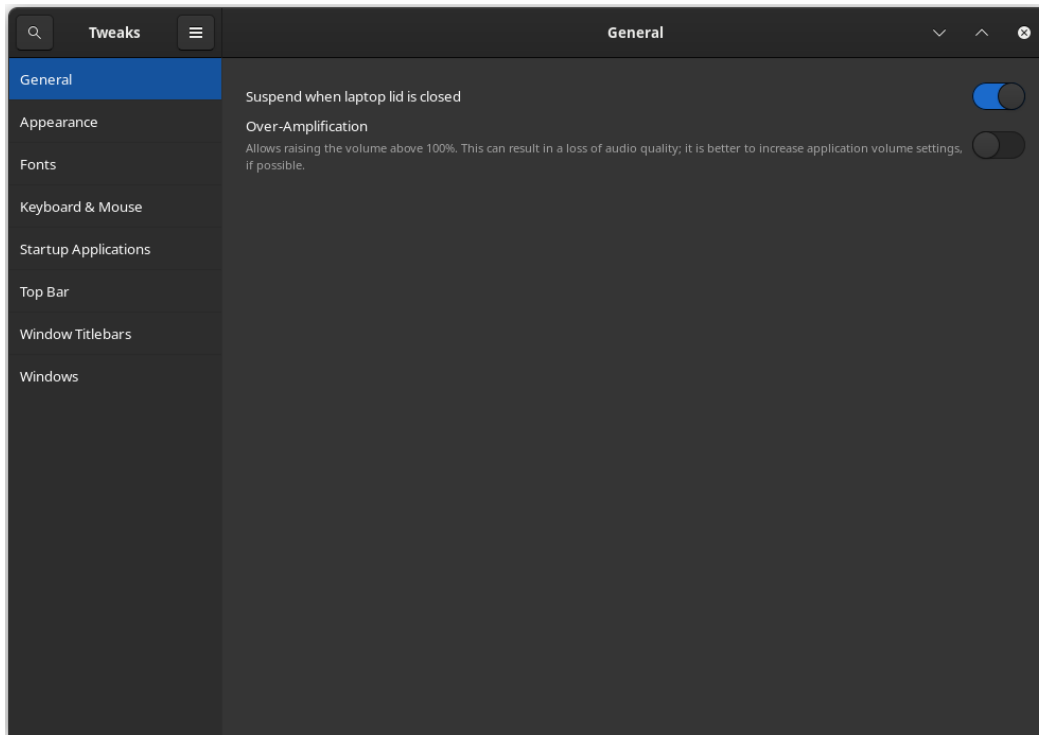 Tweaks
General
General
Appearance
Fonts
Keyboard & Mouse
Startup Applications
Top Bar
Window Titlebars
Windows
Suspend when laptop lid is closed
Over-Amplification
Allows raising the volume above 100%. This can result in a loss of audio quality; it is better to increase application volume settings,
if possible.